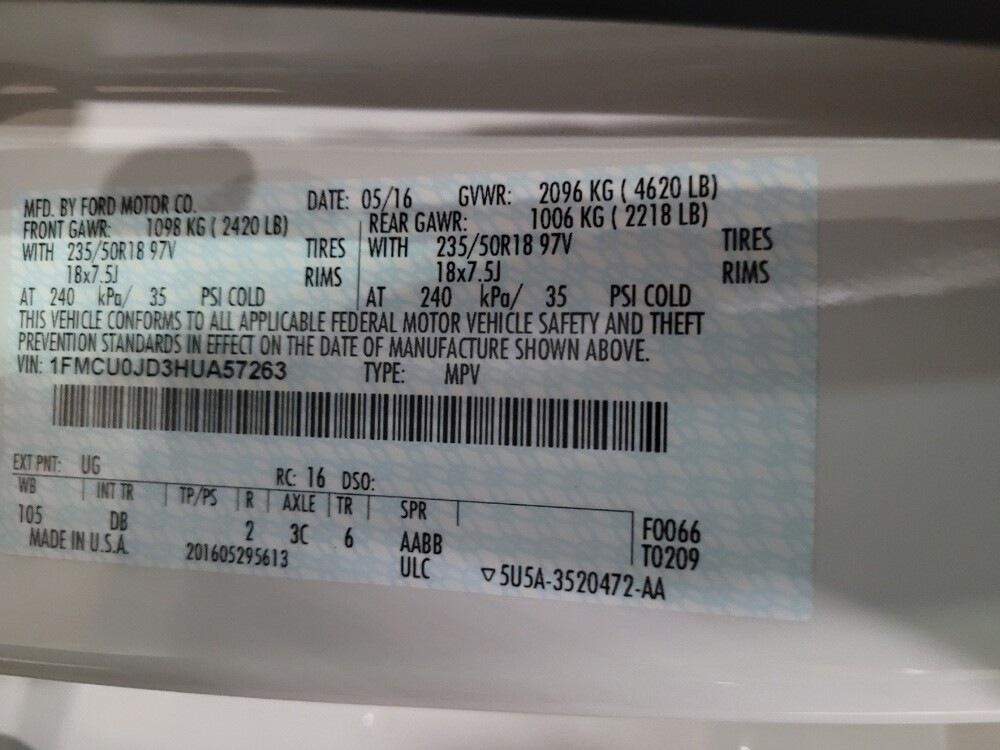 MFD. BY FORD MOTOR CO. DATE: 05/16 GVWR: 2096 KG ( 4620 LB)
FRONT GAWR: 1098 KG ( 2420 LB) REAR GAWR: 1006 KG ( 2218 LB)
WITH 235/50R18 97V TIRES WITH 235/50R18 97V TIRES
18x7.5J RIMS 18x7.5J RIMS
AT 240 kPa/ 35 PSI COLD AT 240 kPa/ 35 PSI COLD
THIS VEHICLE CONFORMS TO ALL APPLICABLE FEDERAL MOTOR VEHICLE SAFETY AND THEFT
PREVENTION STANDARDS IN EFFECT ON THE DATE OF MANUFACTURE SHOWN ABOVE.
VIN: 1FMCU0JD3HUA57263 TYPE: MPV
EXT PNT: UG RC: 16 DSO:
WB INT TR TP/PS R AXLE TR SPR
105 DB 2 3C 6 AABB F0066
MADE IN U.S.A. 201605295613 ULC T0209
▽5U5A-3520472-AA